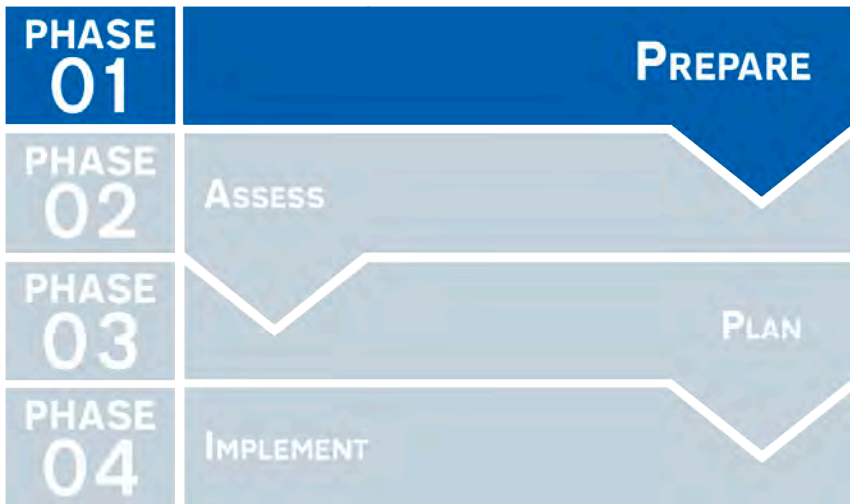 PHASE
01
PREPARE
PHASE
02
ASSESS
PHASE
03
PLAN
PHASE
04
IMPLEMENT